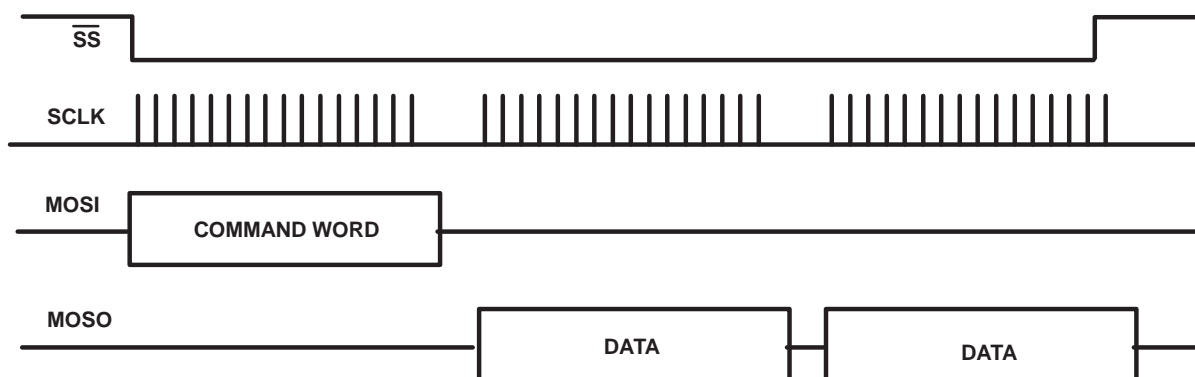 SS
SCLK
MOSI
COMMAND WORD
MOSO
DATA
DATA